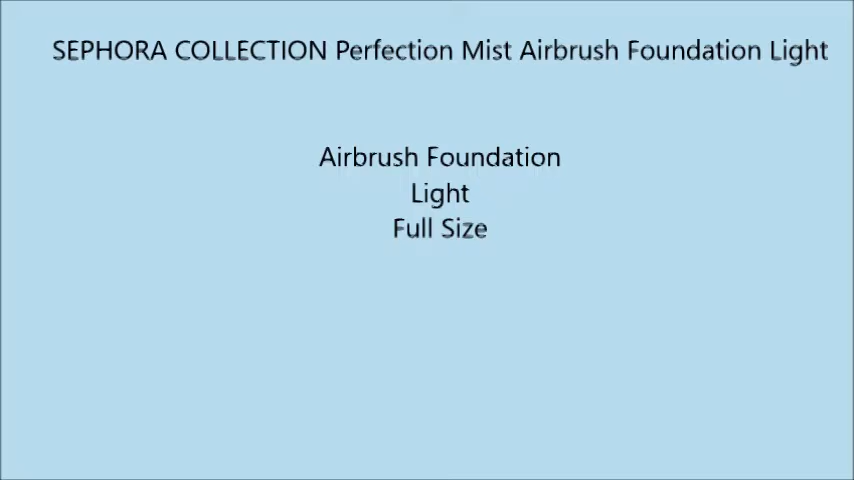 SEPHORA COLLECTION Perfection Mist Airbrush Foundation Light
Airbrush Foundation
Light
Full Size